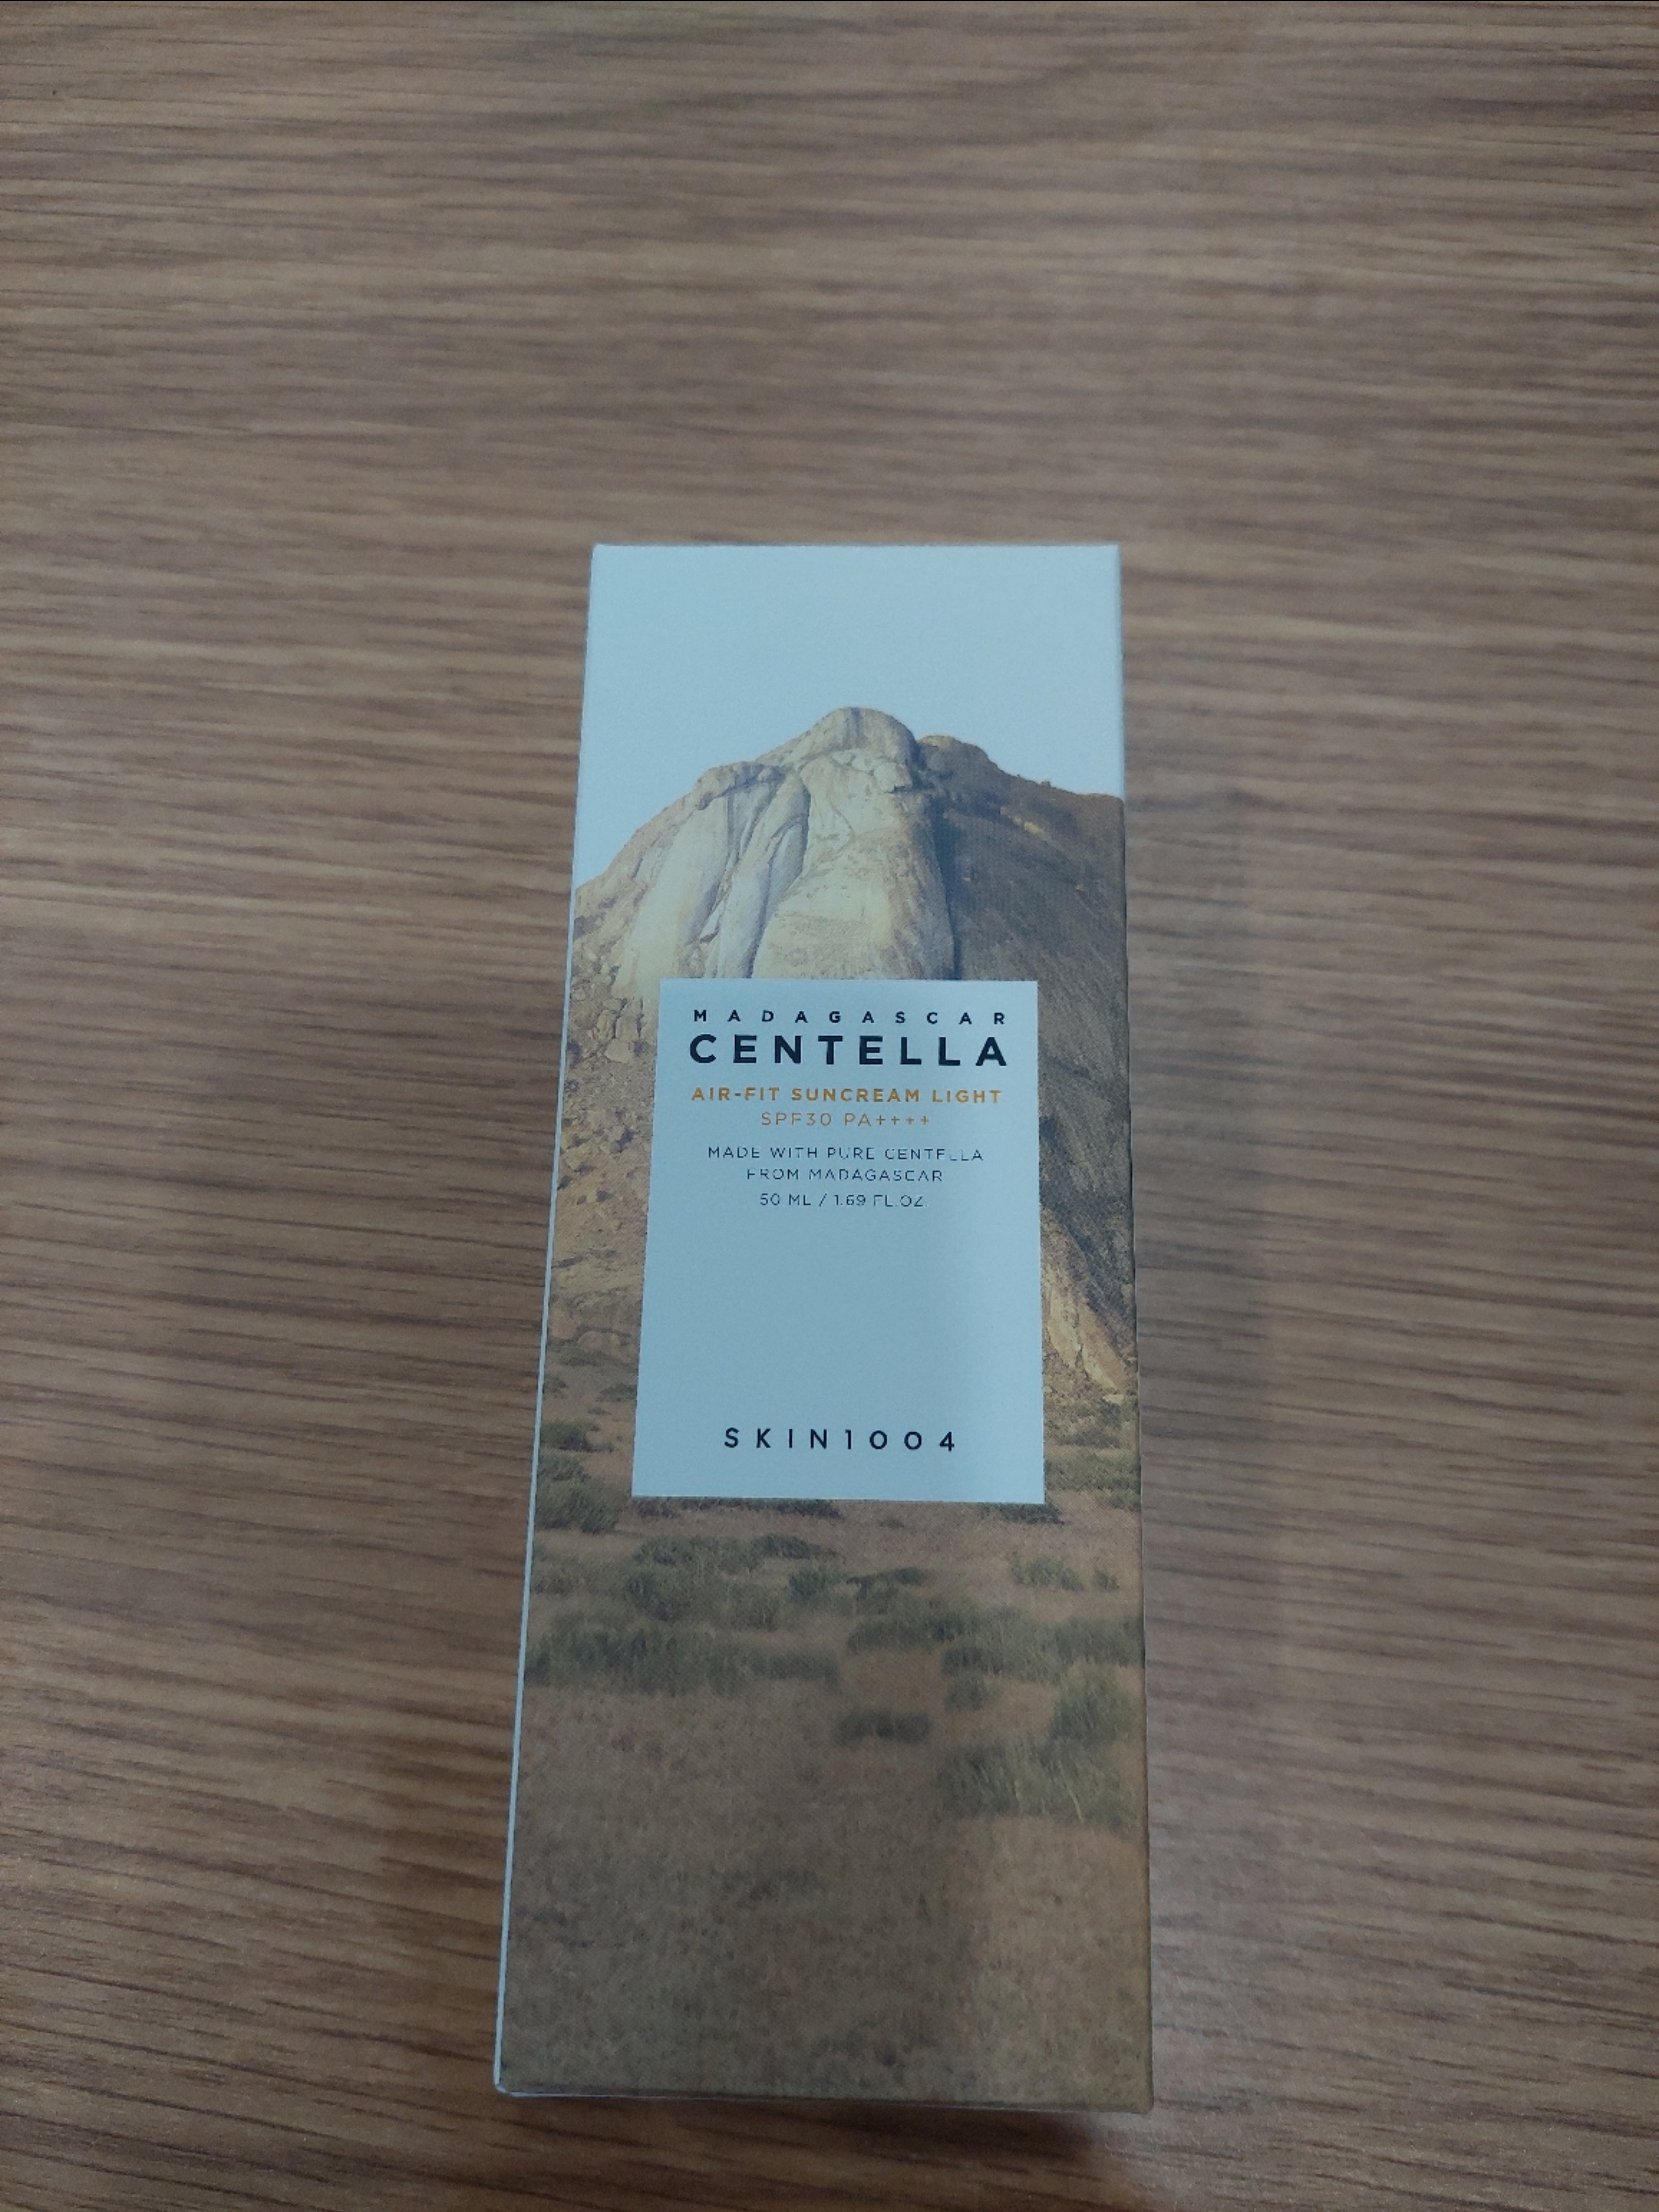 MADAGASCAR
CENTELLA
AIR-FIT SUNCREAM LIGHT
SPF30 PA++++
MADE WITH PURE CENTELLA
FROM MADAGASCAR
50 ML / 1.69 FL.OZ
SKIN1004